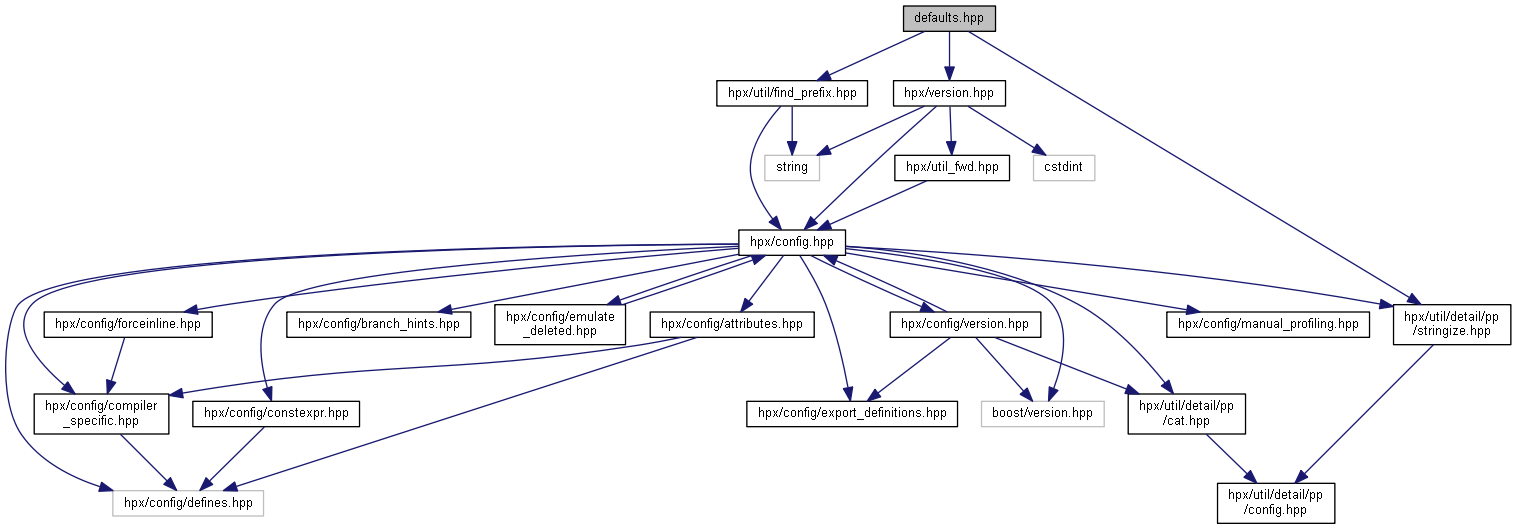 defaults.hpp
hpx/util/find_prefix.hpp
hpx/version.hpp
string
hpx/util_fwd.hpp
cstdint
hpx/config.hpp
hpx/config/forceinline.hpp
hpx/config/branch_hints.hpp
hpx/config/emulate
_deleted.hpp
hpx/config/attributes.hpp
hpx/config/version.hpp
hpx/config/manual_profiling.hpp
hpx/util/detail/pp
/stringize.hpp
hpx/config/compiler
_specific.hpp
hpx/config/constexpr.hpp
hpx/config/export_definitions.hpp
boost/version.hpp
hpx/util/detail/pp
/cat.hpp
hpx/config/defines.hpp
hpx/util/detail/pp
/config.hpp